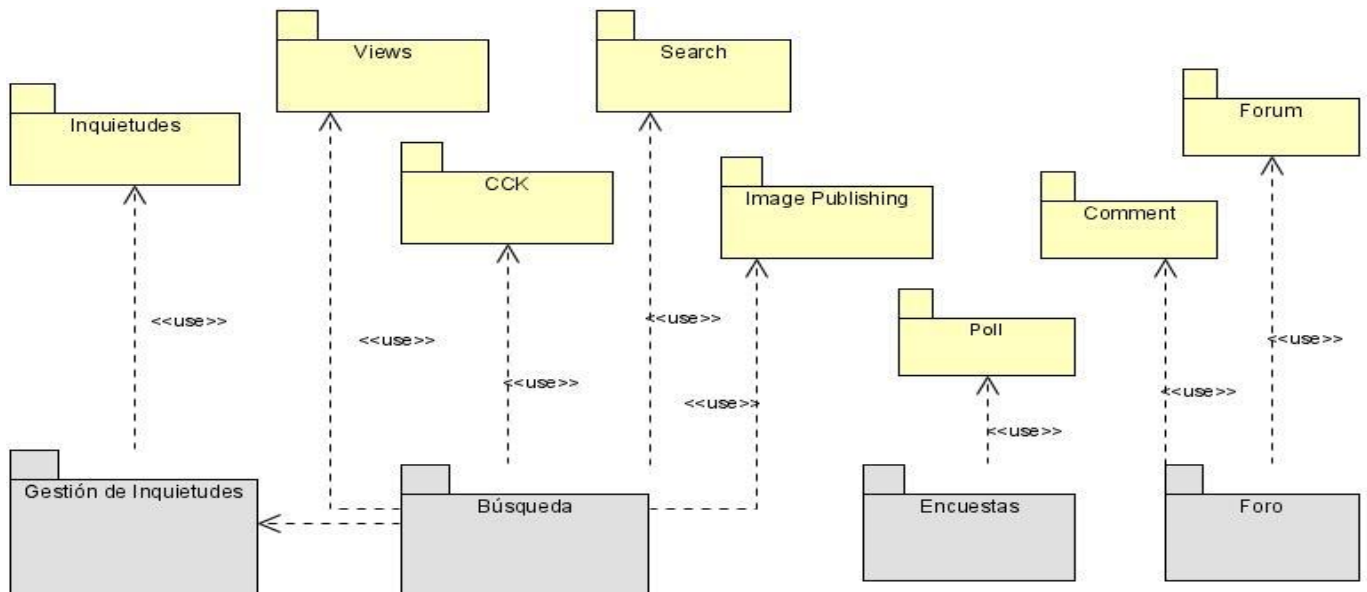 Views
Search
Inquietudes
Forum
CCK
Image Publishing
Comment
<<use>>
<<use>>
<<use>>
<<use>>
Poll
<<use>>
<<use>>
<<use>>
<<use>>
Gestión de Inquietudes
Búsqueda
Encuestas
Foro